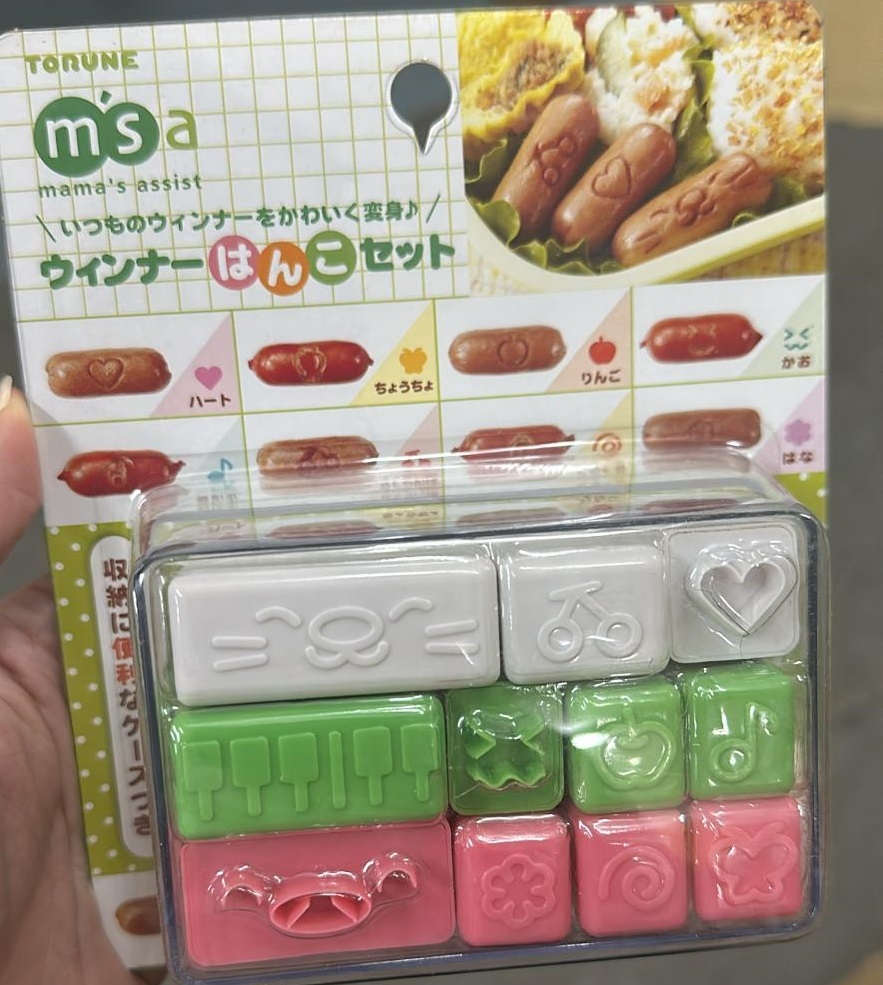 TORUNE
m's a
mama's assist
\いつものウィンナーをかわいく変身♪/
ウィンナーはんこセット
ハート
ちょうちょ
りんご
かお
はな
収納に便利なケースつき